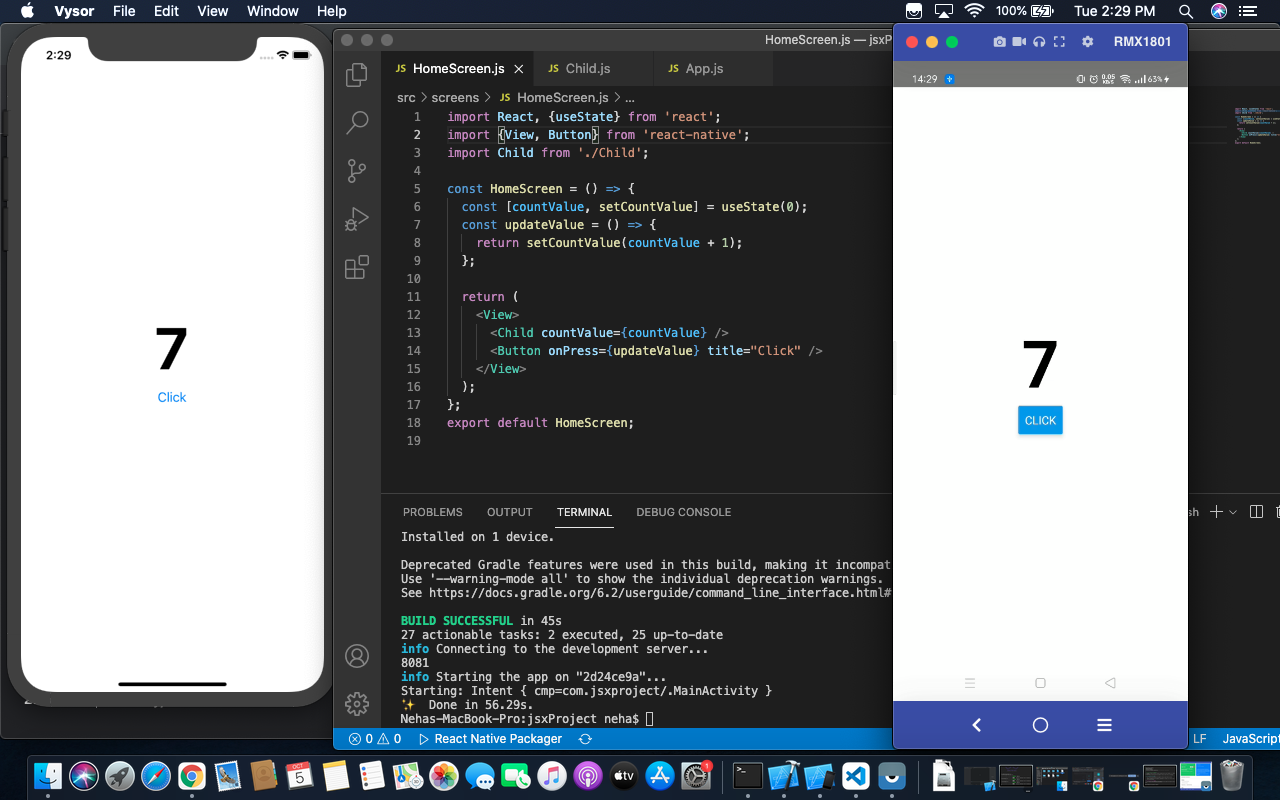 Vysor File Edit View Window Help
100% Tue 2:29 PM
2:29
7
Click
HomeScreen.js — jsxP
JS HomeScreen.js × JS Child.js JS App.js
src > screens > JS HomeScreen.js > ...
1 import React, {useState} from 'react';
2 import {View, Button} from 'react-native';
3 import Child from './Child';
4
5 const HomeScreen = () => {
6 const [countValue, setCountValue] = useState(0);
7 const updateValue = () => {
8 return setCountValue(countValue + 1);
9 };
10
11 return (
12 <View>
13 <Child countValue={countValue} />
14 <Button onPress={updateValue} title="Click" />
15 </View>
16 );
17 };
18 export default HomeScreen;
19
PROBLEMS OUTPUT TERMINAL DEBUG CONSOLE
sh
Installed on 1 device.
Deprecated Gradle features were used in this build, making it incompat
Use '--warning-mode all' to show the individual deprecation warnings.
See https://docs.gradle.org/6.2/userguide/command_line_interface.html#
BUILD SUCCESSFUL in 45s
27 actionable tasks: 2 executed, 25 up-to-date
info Connecting to the development server...
8081
info Starting the app on "2d24ce9a"...
Starting: Intent { cmp=com.jsxproject/.MainActivity }
✨ Done in 56.29s.
Nehas-MacBook-Pro:jsxProject neha$
0 0 React Native Packager
LF JavaScript
RMX1801
14:29 0.05 63%
7
CLICK
OCT
5
tv
1